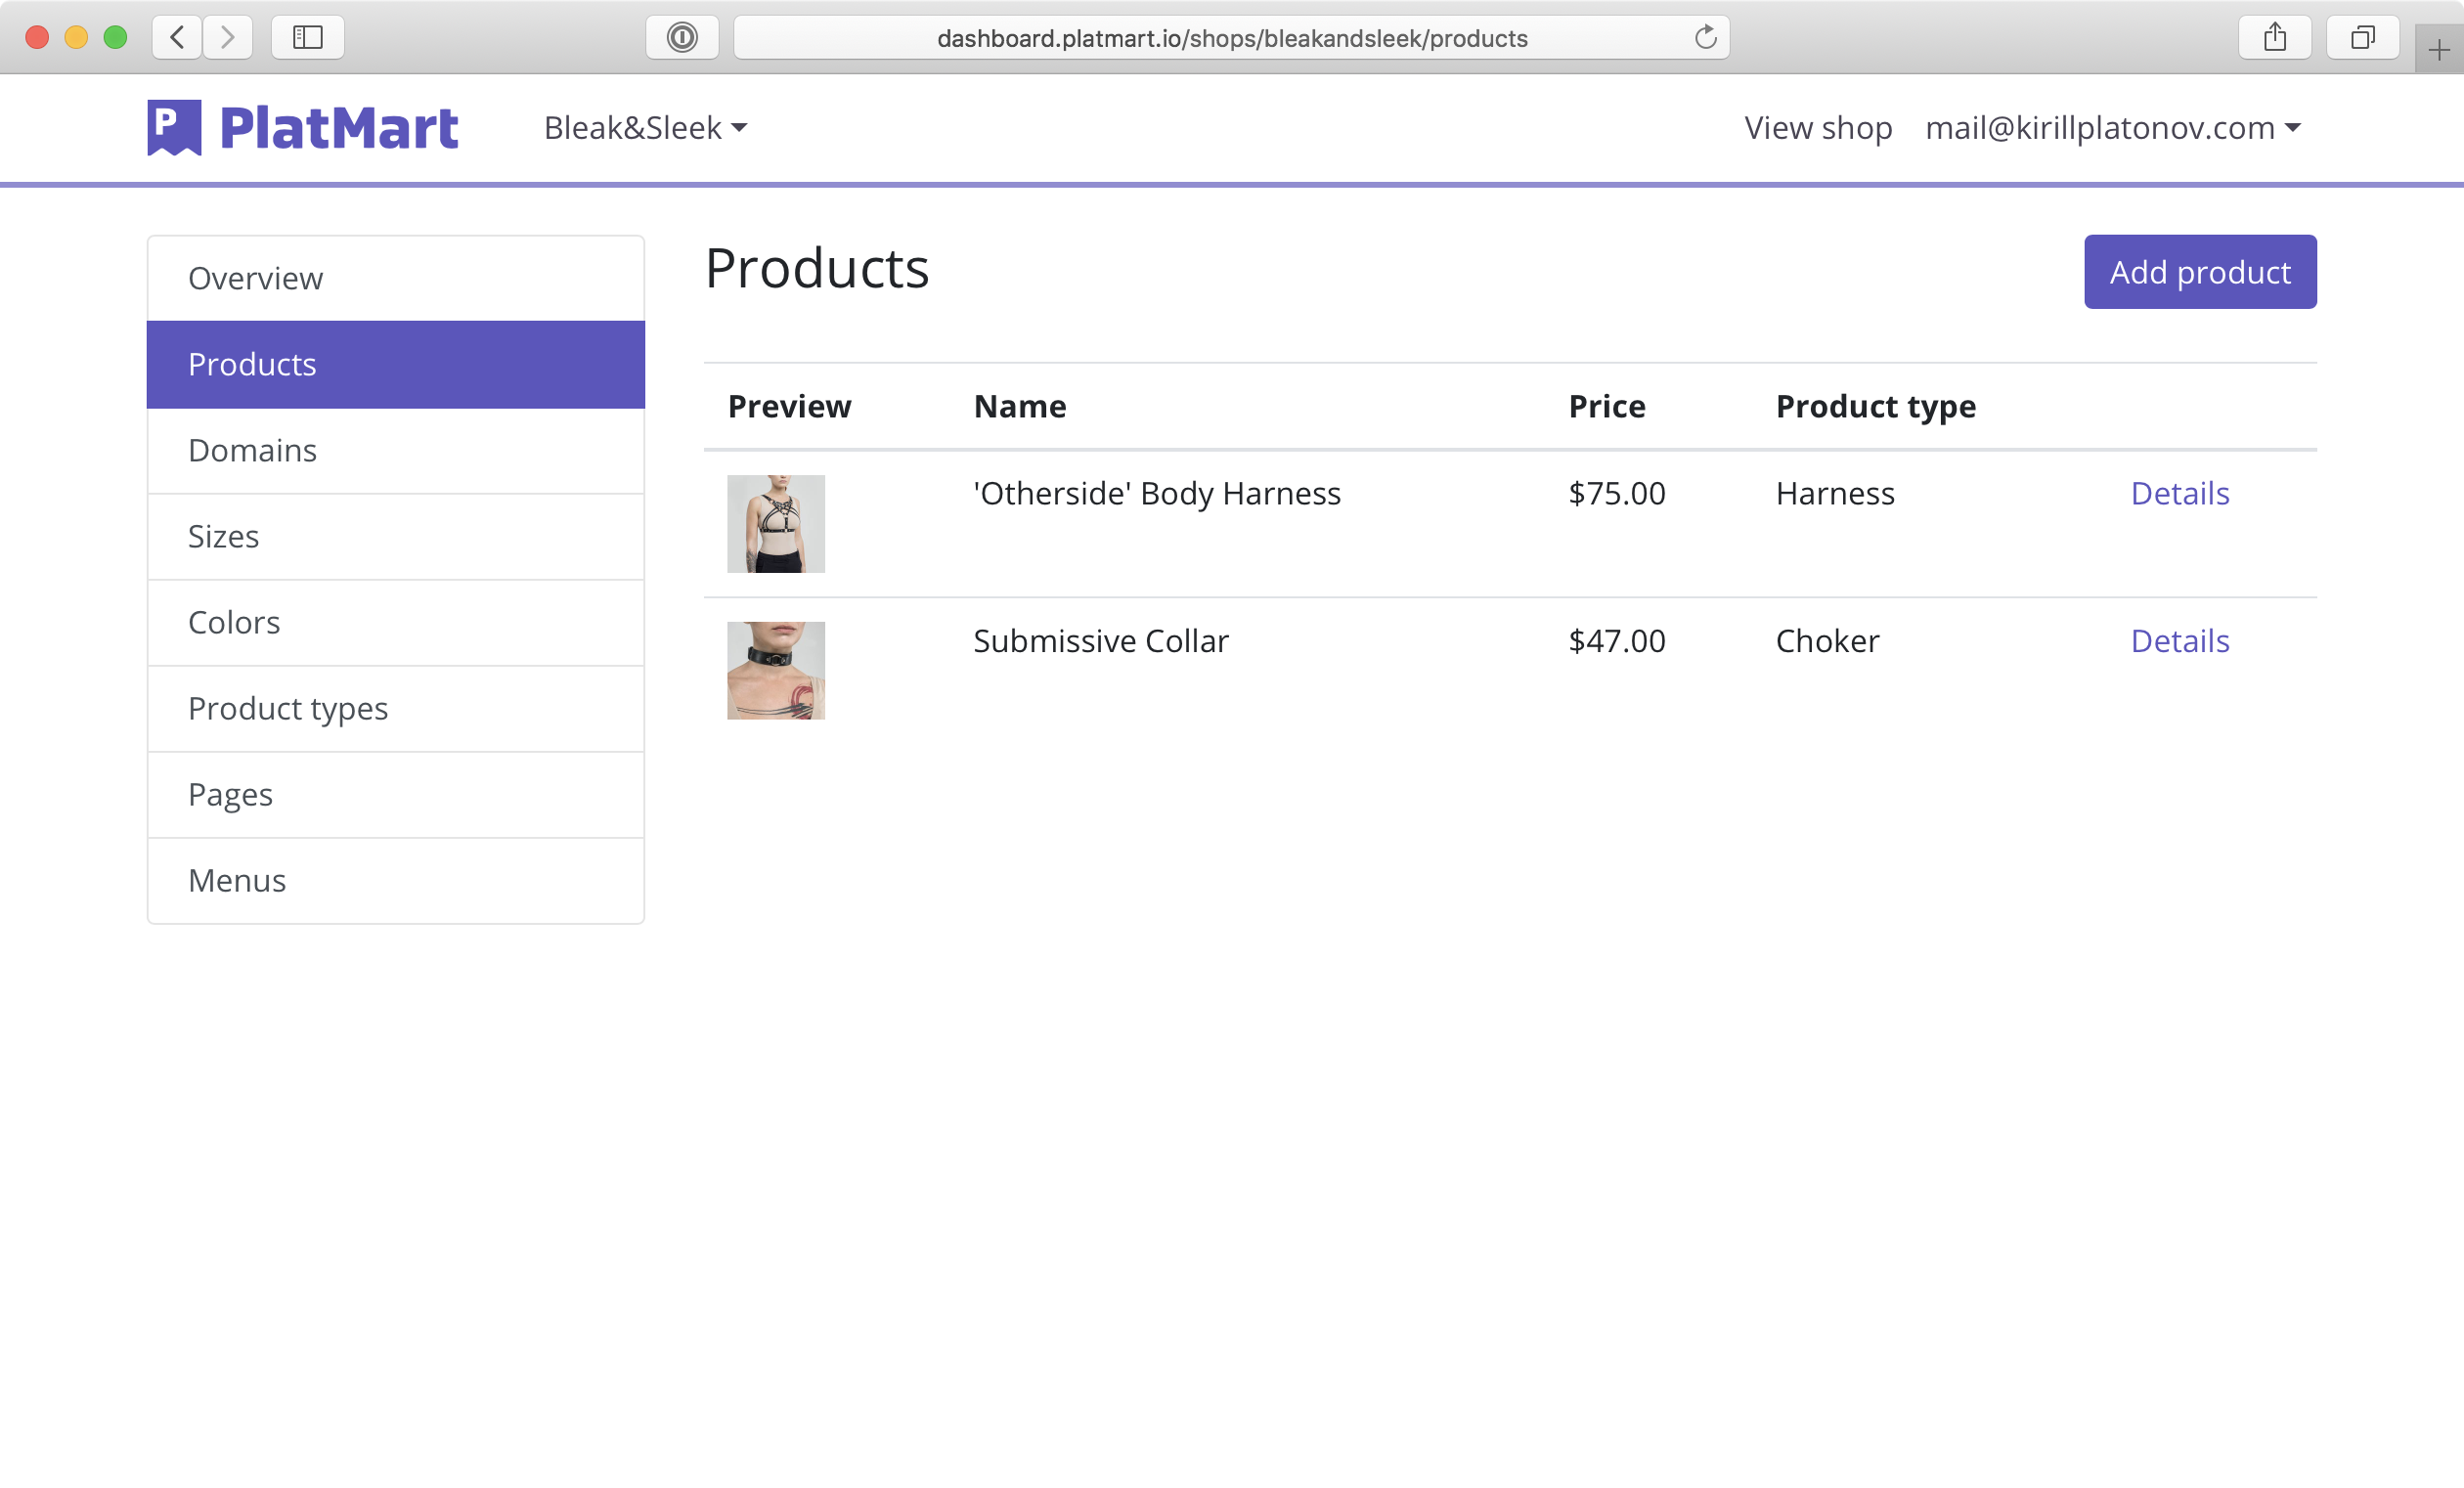 dashboard.platmart.io/shops/bleakandsleek/products
P PlatMart Bleak&Sleek View shop mail@kirillplatonov.com
Overview
Products
Domains
Sizes
Colors
Product types
Pages
Menus
Products Add product
Preview Name Price Product type
'Otherside' Body Harness $75.00 Harness Details
Submissive Collar $47.00 Choker Details